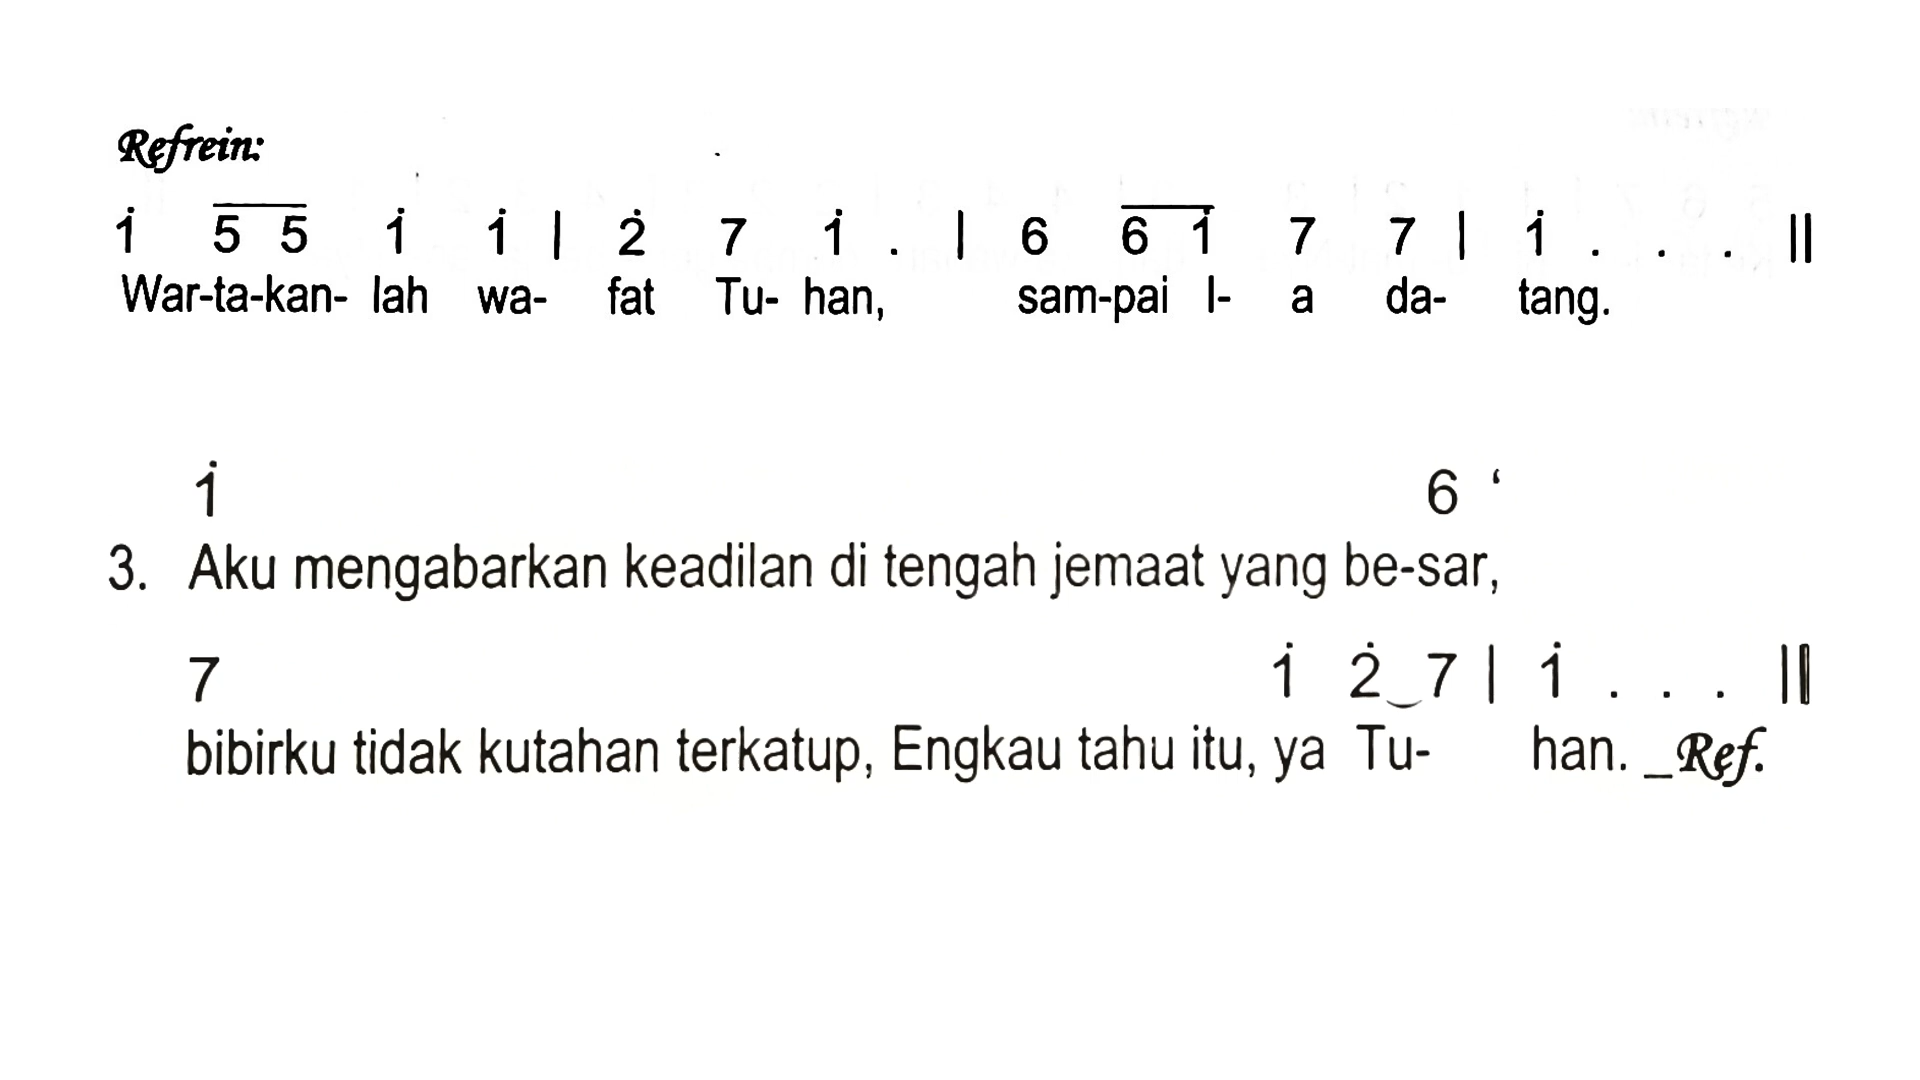 Refrein:
1̇ 5 5 1̇ 1̇ | 2̇ 7 1̇ . | 6 6 1̇ 7 7 | 1̇ . . . ||
War-ta-kan- lah wa- fat Tu- han, sam-pai I- a da- tang.
1̇ 6 ‘
3. Aku mengabarkan keadilan di tengah jemaat yang be-sar,
7 1̇ 2̇ 7 | 1̇ . . . ||
bibirku tidak kutahan terkatup, Engkau tahu itu, ya Tu- han. _Ref.